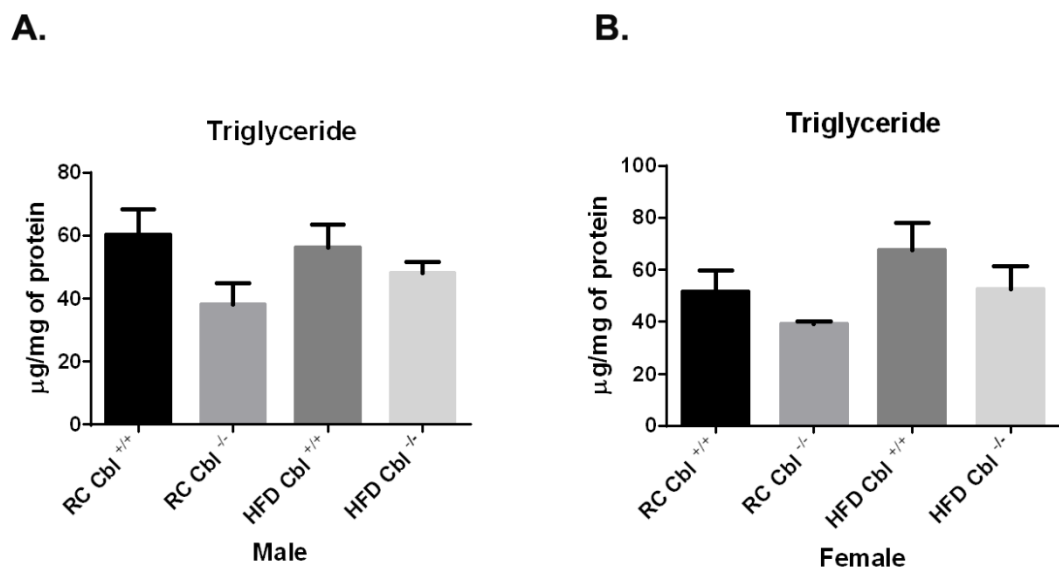 A.
Triglyceride
µg/mg of protein
80
60
40
20
0
RC Cbl +/+
RC Cbl -/-
HFD Cbl +/+
HFD Cbl -/-
Male
B.
Triglyceride
µg/mg of protein
100
80
60
40
20
0
RC Cbl +/+
RC Cbl -/-
HFD Cbl +/+
HFD Cbl -/-
Female